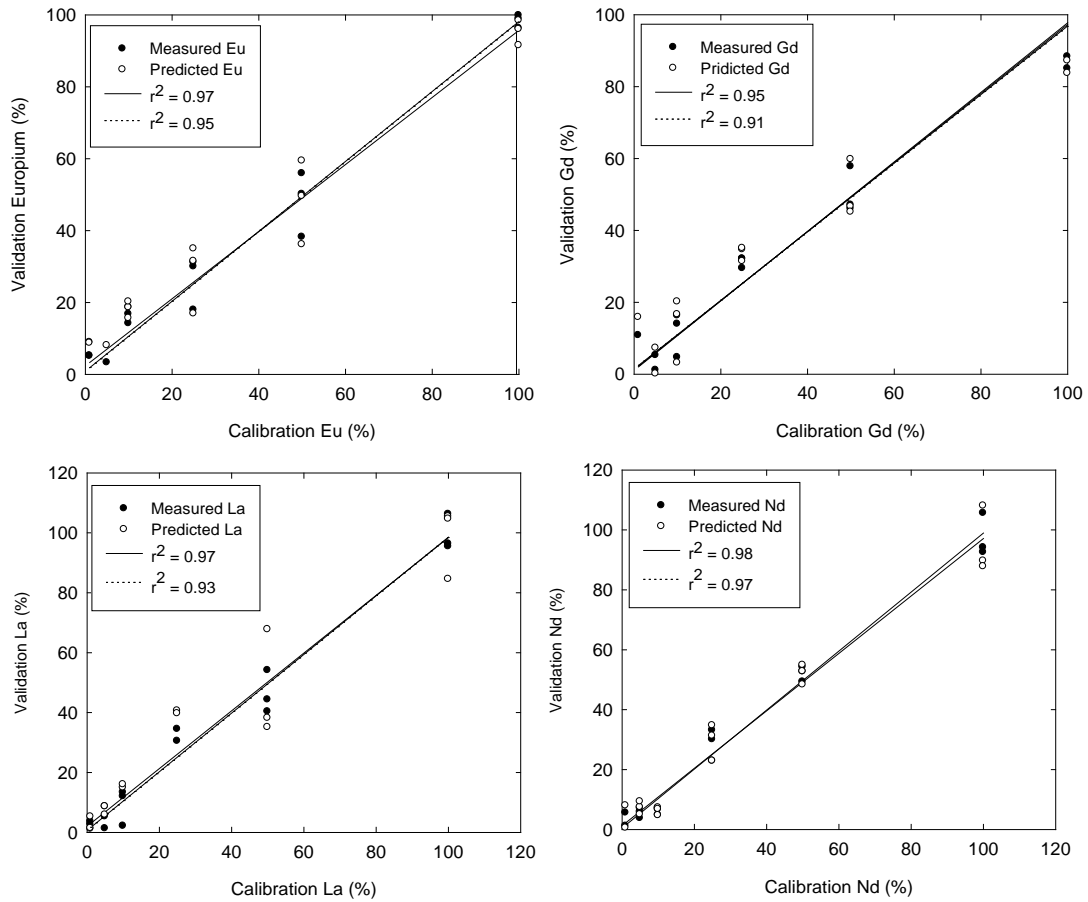 Measured Eu
Predicted Eu
r2 = 0.97
r2 = 0.95
100
80
60
40
20
0
Validation Europium (%)
0 20 40 60 80 100
Calibration Eu (%)
Measured Gd
Pridicted Gd
r2 = 0.95
r2 = 0.91
100
80
60
40
20
0
Validation Gd (%)
0 20 40 60 80 100
Calibration Gd (%)
120
Measured La
Predicted La
r2 = 0.97
r2 = 0.93
100
80
60
40
20
0
Validation La (%)
0 20 40 60 80 100 120
Calibration La (%)
120
Measured Nd
Predicted Nd
r2 = 0.98
r2 = 0.97
100
80
60
40
20
0
Validation Nd (%)
0 20 40 60 80 100 120
Calibration Nd (%)